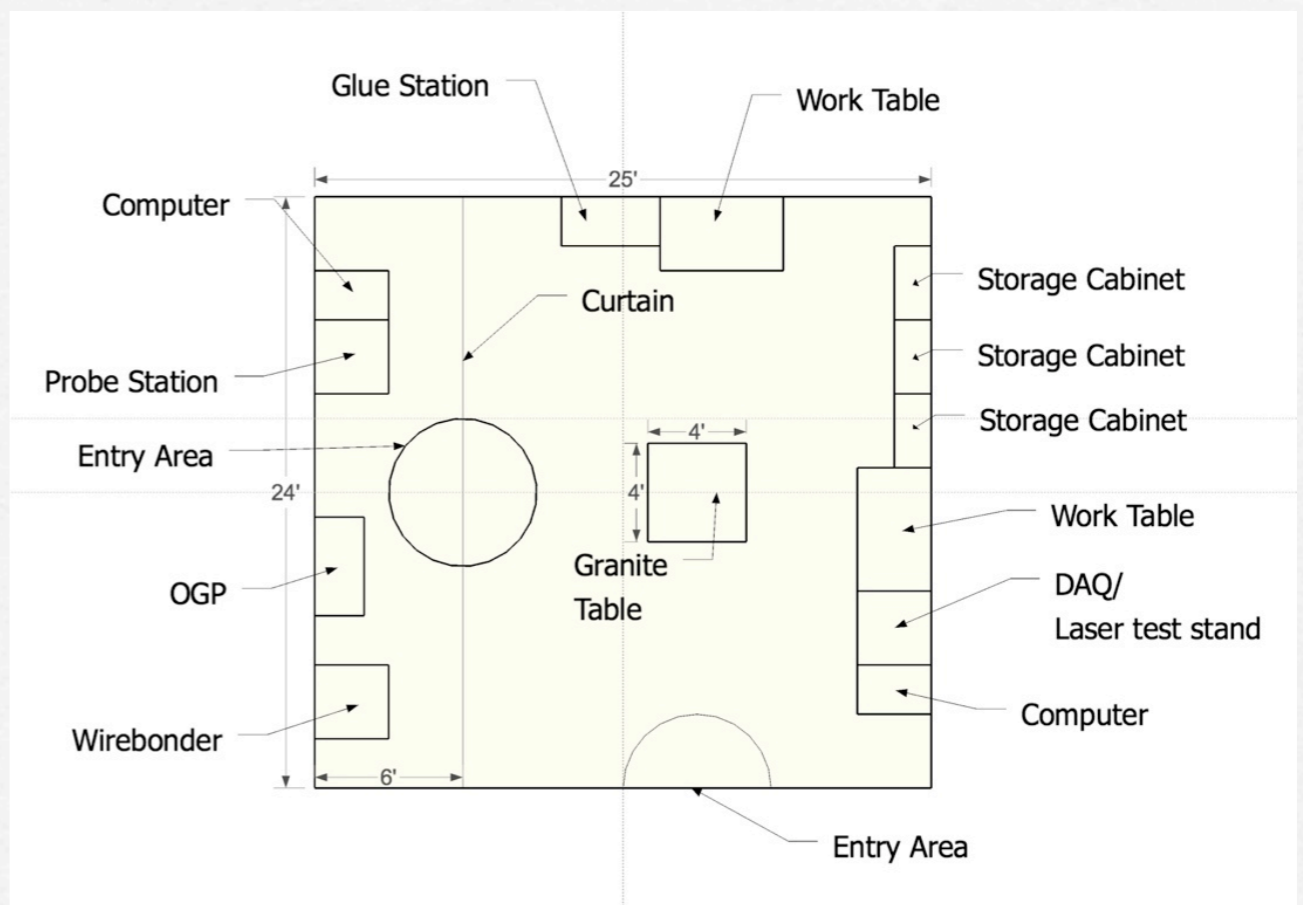 Glue Station
Work Table
25'
Computer
Storage Cabinet
Curtain
Storage Cabinet
Probe Station
Storage Cabinet
4'
Entry Area
24'
4'
Work Table
Granite
Table
OGP
DAQ/
Laser test stand
Computer
Wirebonder
6'
Entry Area